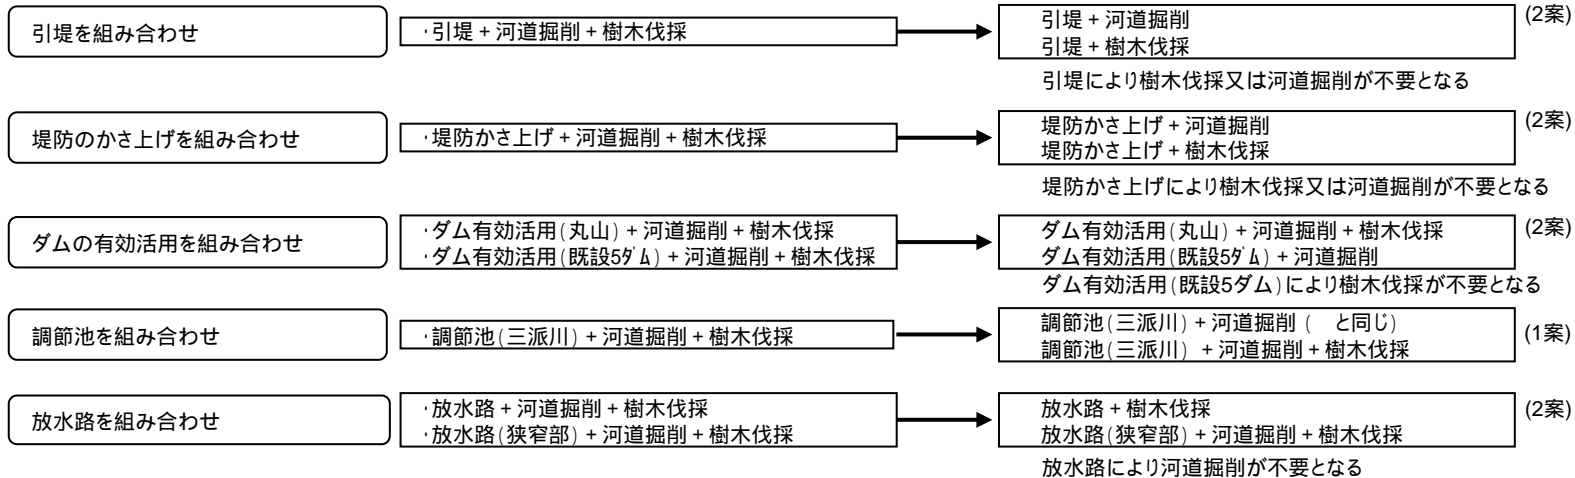 引堤を組み合わせ
・引堤+河道掘削+樹木伐採
引堤+河道掘削
引堤+樹木伐採
(2案)
引堤により樹木伐採又は河道掘削が不要となる
堤防のかさ上げを組み合わせ
・堤防かさ上げ+河道掘削+樹木伐採
堤防かさ上げ+河道掘削
堤防かさ上げ+樹木伐採
(2案)
堤防かさ上げにより樹木伐採又は河道掘削が不要となる
ダムの有効活用を組み合わせ
・ダム有効活用(丸山)+河道掘削+樹木伐採
・ダム有効活用(既設5ダム)+河道掘削+樹木伐採
ダム有効活用(丸山)+河道掘削+樹木伐採
ダム有効活用(既設5ダム)+河道掘削
(2案)
ダム有効活用(既設5ダム)により樹木伐採が不要となる
調節池を組み合わせ
・調節池(三派川)+河道掘削+樹木伐採
調節池(三派川)+河道掘削( と同じ)
調節池(三派川)+河道掘削+樹木伐採
(1案)
放水路を組み合わせ
・放水路+河道掘削+樹木伐採
・放水路(狭窄部)+河道掘削+樹木伐採
放水路+樹木伐採
放水路(狭窄部)+河道掘削+樹木伐採
(2案)
放水路により河道掘削が不要となる